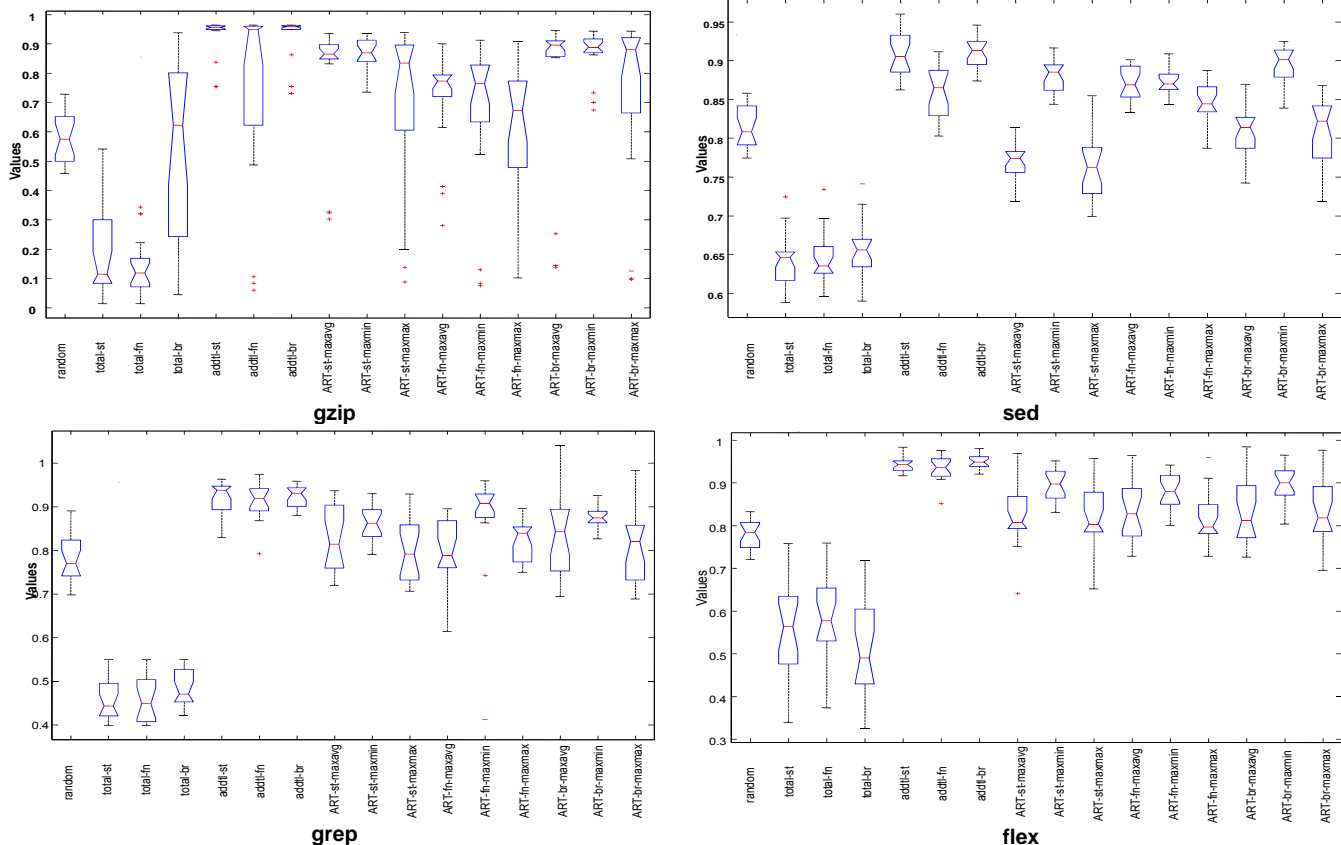 Values
1
0.9
0.8
0.7
0.6
0.5
0.4
0.3
0.2
0.1
0
random
total-st
total-fn
total-br
addtl-st
addtl-fn
addtl-br
ART-st-maxavg
ART-st-maxmin
ART-st-maxmax
ART-fn-maxavg
ART-fn-maxmin
ART-fn-maxmax
ART-br-maxavg
ART-br-maxmin
ART-br-maxmax
gzip
Values
0.95
0.9
0.85
0.8
0.75
0.7
0.65
0.6
random
total-st
total-fn
total-br
addtl-st
addtl-fn
addtl-br
ART-st-maxavg
ART-st-maxmin
ART-st-maxmax
ART-fn-maxavg
ART-fn-maxmin
ART-fn-maxmax
ART-br-maxavg
ART-br-maxmin
ART-br-maxmax
sed
Values
1
0.9
0.8
0.7
0.6
0.5
0.4
random
total-st
total-fn
total-br
addtl-st
addtl-fn
addtl-br
ART-st-maxavg
ART-st-maxmin
ART-st-maxmax
ART-fn-maxavg
ART-fn-maxmin
ART-fn-maxmax
ART-br-maxavg
ART-br-maxmin
ART-br-maxmax
grep
Values
1
0.9
0.8
0.7
0.6
0.5
0.4
0.3
random
total-st
total-fn
total-br
addtl-st
addtl-fn
addtl-br
ART-st-maxavg
ART-st-maxmin
ART-st-maxmax
ART-fn-maxavg
ART-fn-maxmin
ART-fn-maxmax
ART-br-maxavg
ART-br-maxmin
ART-br-maxmax
flex